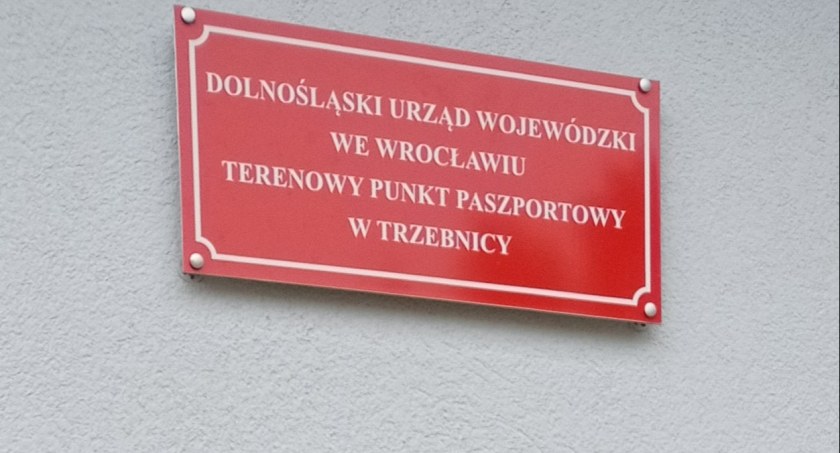 DOLNOŚLĄSKI URZĄD WOJEWÓDZKI
WE WROCŁAWIU
TERENOWY PUNKT PASZPORTOWY
W TRZEBNICY